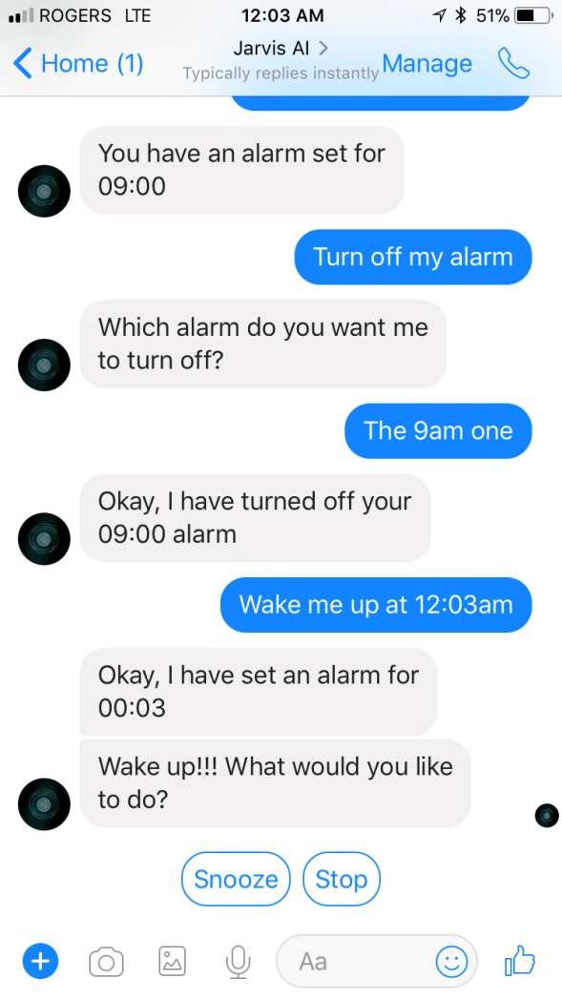 ROGERS LTE 12:03 AM 51%
Home (1) Jarvis AI Manage
Typically replies instantly
You have an alarm set for
09:00
Turn off my alarm
Which alarm do you want me
to turn off?
The 9am one
Okay, I have turned off your
09:00 alarm
Wake me up at 12:03am
Okay, I have set an alarm for
00:03
Wake up!!! What would you like
to do?
Snooze Stop
Aa